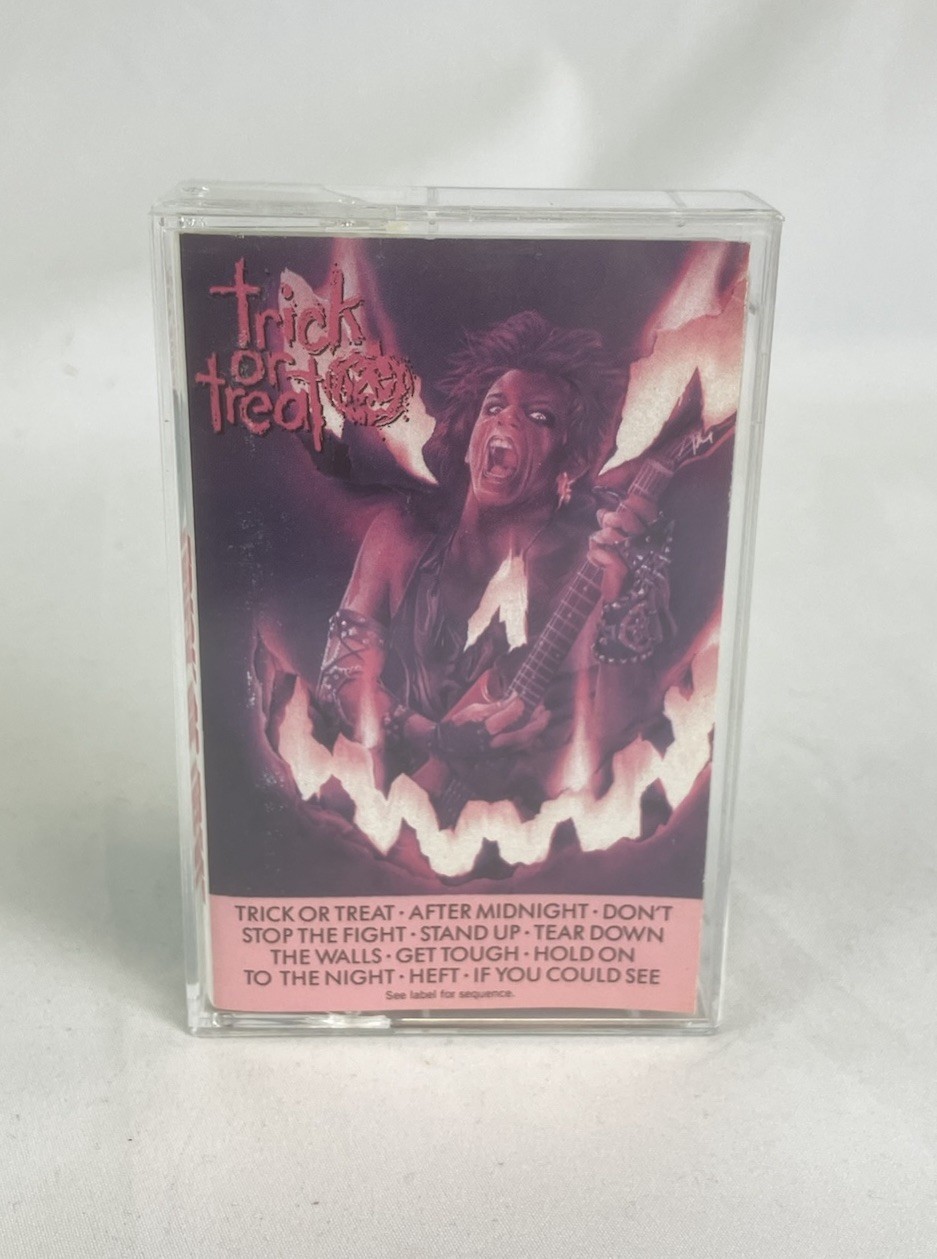 trick
or
treat
TRICK OR TREAT • AFTER MIDNIGHT • DON'T
STOP THE FIGHT • STAND UP • TEAR DOWN
THE WALLS • GET TOUGH • HOLD ON
TO THE NIGHT • HEFT • IF YOU COULD SEE
See label for sequence.